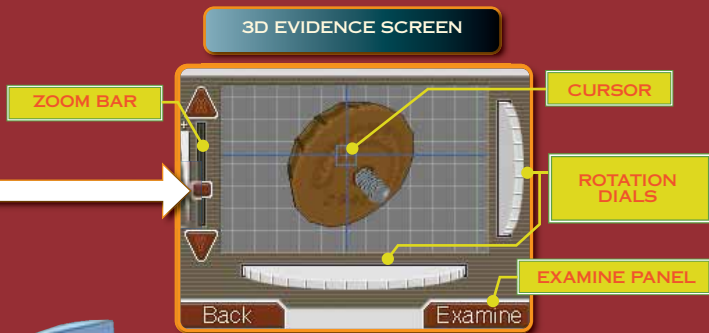 3D EVIDENCE SCREEN
ZOOM BAR
CURSOR
ROTATION
DIALS
EXAMINE PANEL
X
+
Y
Back
Examine